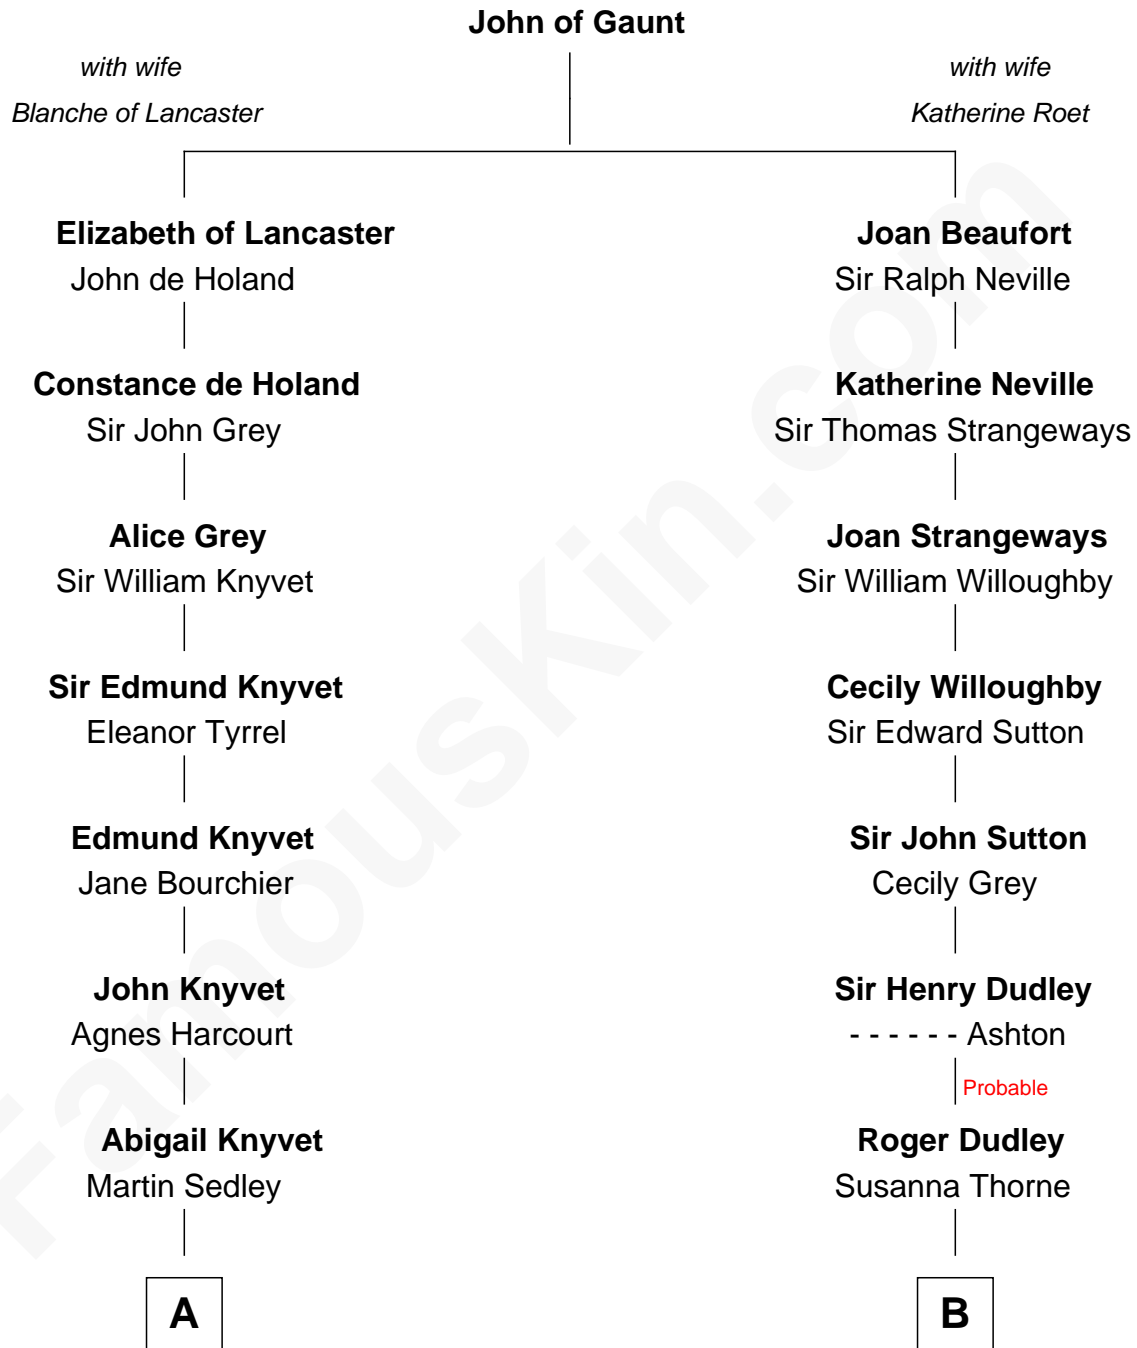 John of Gaunt
with wife
Blanche of Lancaster
with wife
Katherine Roet
Elizabeth of Lancaster
John de Holand
Joan Beaufort
Sir Ralph Neville
Constance de Holand
Sir John Grey
Katherine Neville
Sir Thomas Strangeways
Alice Grey
Sir William Knyvet
Joan Strangeways
Sir William Willoughby
Sir Edmund Knyvet
Eleanor Tyrrel
Cecily Willoughby
Sir Edward Sutton
Edmund Knyvet
Jane Bourchier
Sir John Sutton
Cecily Grey
John Knyvet
Agnes Harcourt
Sir Henry Dudley
- - - - - - Ashton
Probable
Abigail Knyvet
Martin Sedley
Roger Dudley
Susanna Thorne
A
B
FamousKin.com